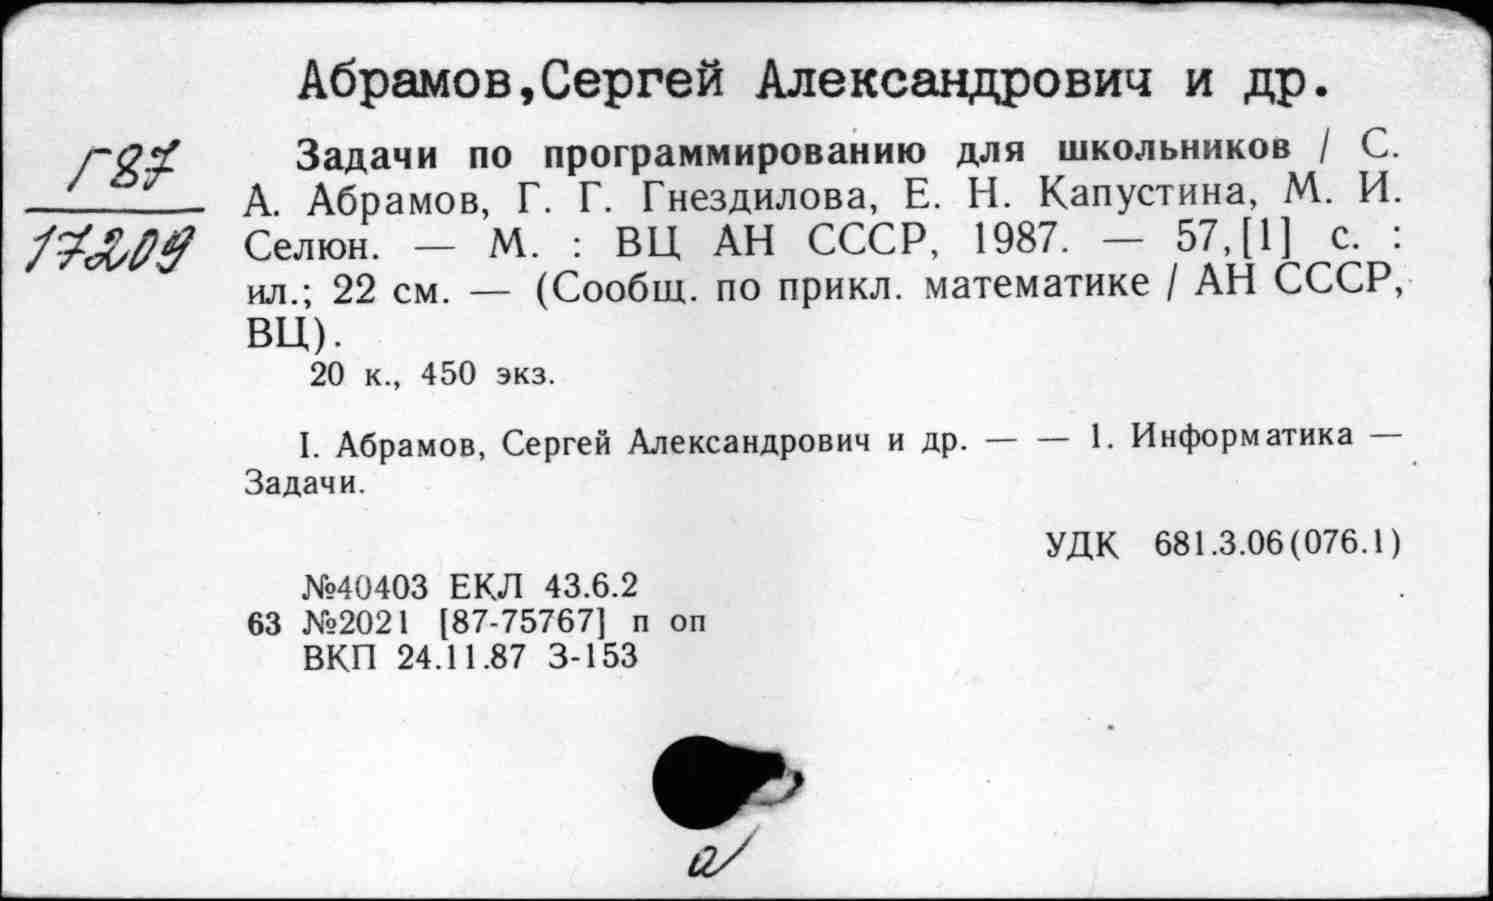 Абрамов,Сергей Александрович и др.
Г87
17209
Задачи по программированию для школьников / С.
А. Абрамов, Г. Г. Гнездилова, Е. Н. Капустина, М. И.
Селюн. — М. : ВЦ АН СССР, 1987. — 57,[1] с. :
ил.; 22 см. — (Сообщ. по прикл. математике / АН СССР,
ВЦ).
20 к., 450 экз.
I. Абрамов, Сергей Александрович и др. — — 1. Информатика —
Задачи.
УДК 681.3.06(076.1)
№40403 ЕКЛ 43.6.2
63 №2021 [87-75767] п оп
ВКП 24.11.87 З-153